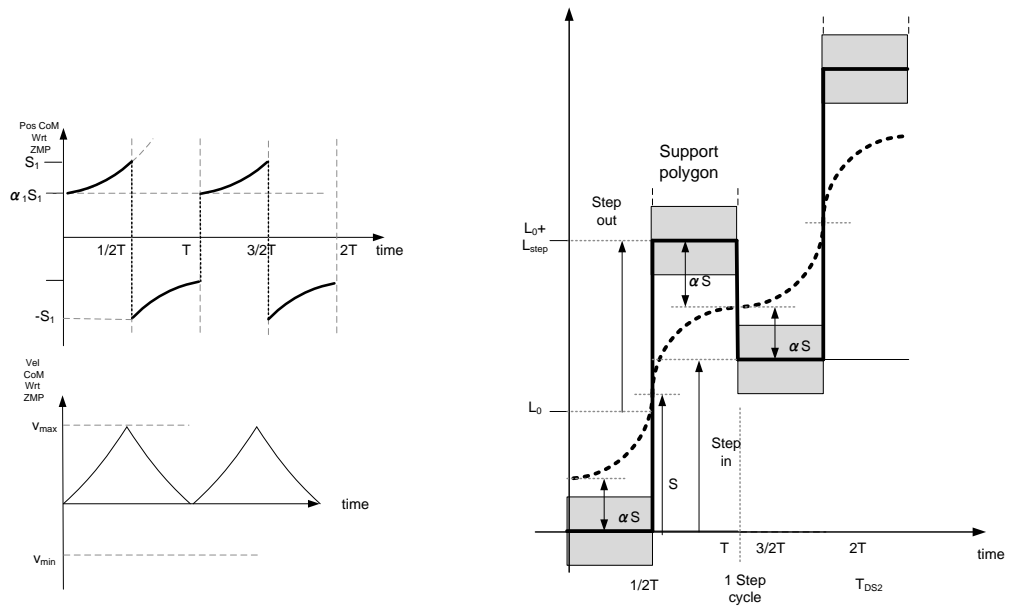 Pos CoM
Wrt
ZMP
S₁
α₁S₁
-S₁
1/2T
T
3/2T
2T
time
Vel
CoM
Wrt
ZMP
vmax
vmin
time
Support
polygon
Step
out
L₀+
Lstep
L₀
αS
αS
αS
S
Step
in
1/2T
T
3/2T
2T
time
1 Step
cycle
TDS2